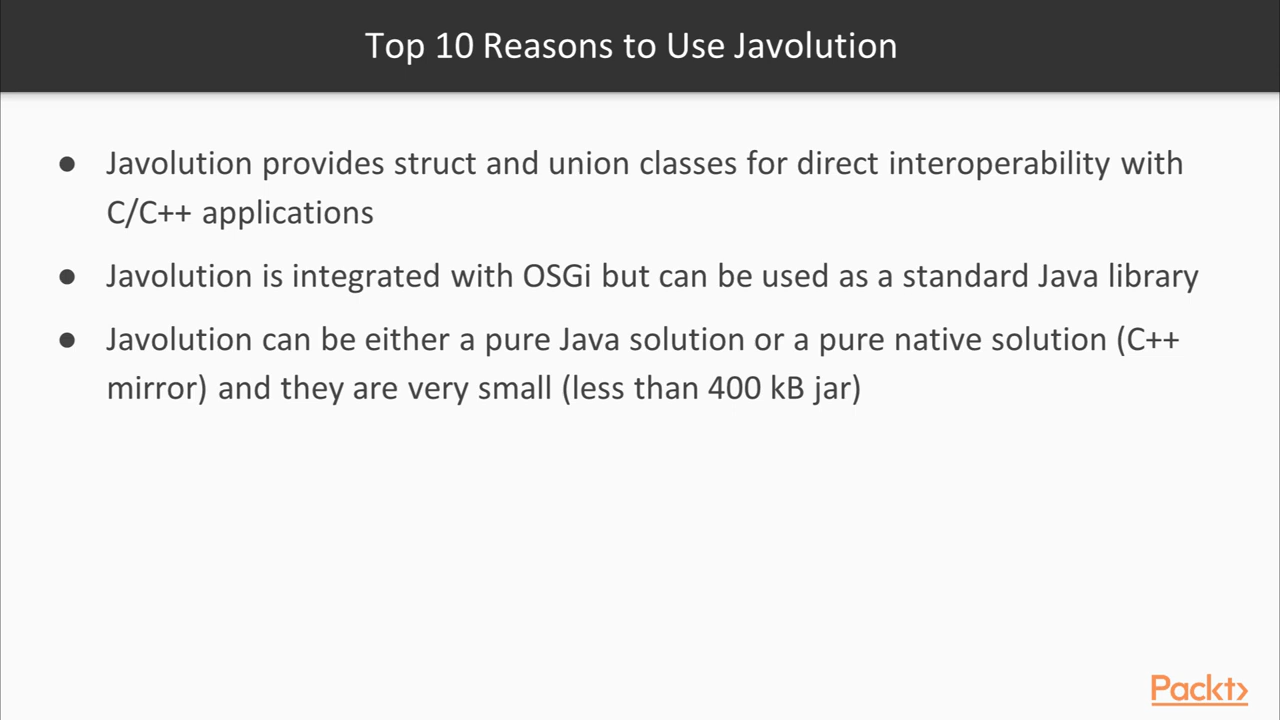 Top 10 Reasons to Use Javolution
● Javolution provides struct and union classes for direct interoperability with
C/C++ applications
● Javolution is integrated with OSGi but can be used as a standard Java library
● Javolution can be either a pure Java solution or a pure native solution (C++
mirror) and they are very small (less than 400 kB jar)
Packt>